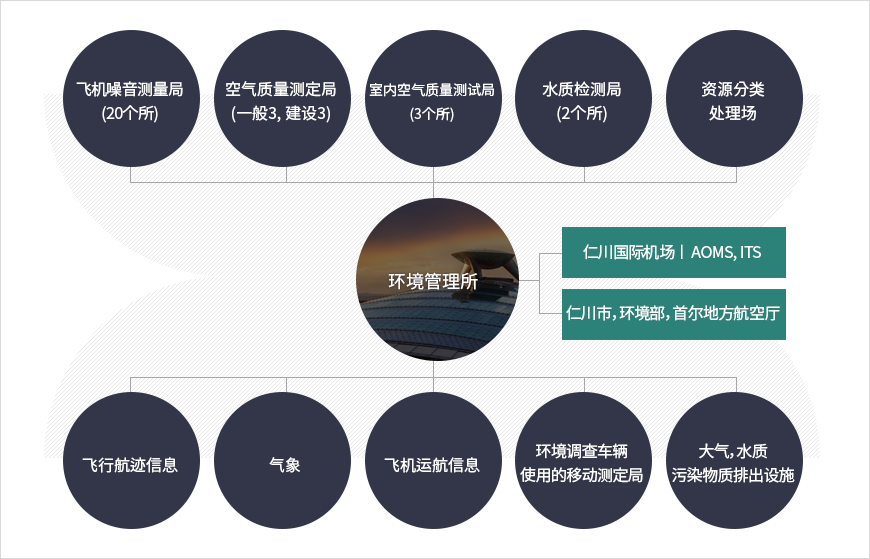 飞机噪音测量局
(20个所)
空气质量测定局
(一般3, 建设3)
室内空气质量测试局
(3个所)
水质检测局
(2个所)
资源分类
处理场
环境管理所
仁川国际机场丨 AOMS, ITS
仁川市, 环境部, 首尔地方航空厅
飞行航迹信息
气象
飞机运航信息
环境调查车辆
使用的移动测定局
大气, 水质
污染物质排出设施